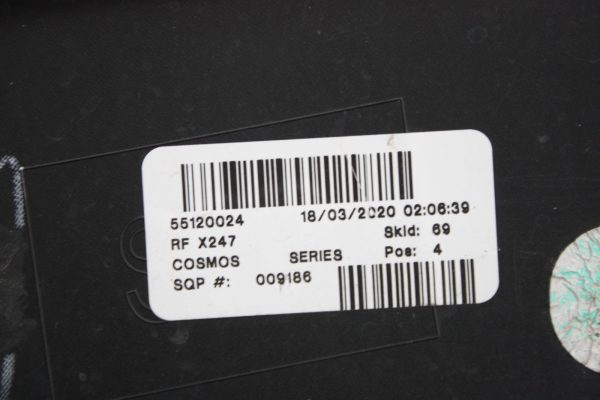 55120024 18/03/2020 02:06:39
RF X247 Skid: 69
COSMOS SERIES Pos: 4
SQP #: 009186